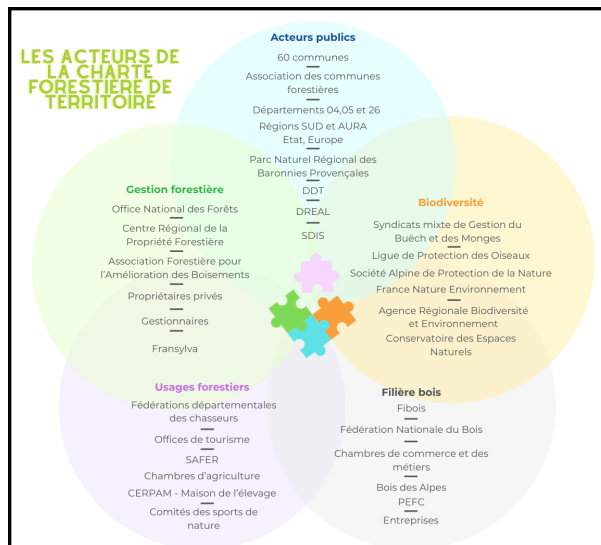 LES ACTEURS DE
LA CHARTE
FORESTIÈRE DE
TERRITOIRE
Acteurs publics
60 communes
Association des communes
forestières
Départements 04,05 et 26
Régions SUD et AURA
Etat, Europe
Parc Naturel Régional des
Baronnies Provençales
DDT
DREAL
SDIS
Gestion forestière
Office National des Forêts
Centre Régional de la
Propriété Forestière
Association Forestière pour
l'Amélioration des Boisements
Propriétaires privés
Gestionnaires
Fransylva
Biodiversité
Syndicats mixte de Gestion du
Buëch et des Monges
Ligue de Protection des Oiseaux
Société Alpine de Protection de la Nature
France Nature Environnement
Agence Régionale Biodiversité
et Environnement
Conservatoire des Espaces
Naturels
Usages forestiers
Fédérations départementales
des chasseurs
Offices de tourisme
SAFER
Chambres d'agriculture
CERPAM - Maison de l'élevage
Comités des sports de
nature
Filière bois
Fibois
Fédération Nationale du Bois
Chambres de commerce et des
métiers
Bois des Alpes
PEFC
Entreprises